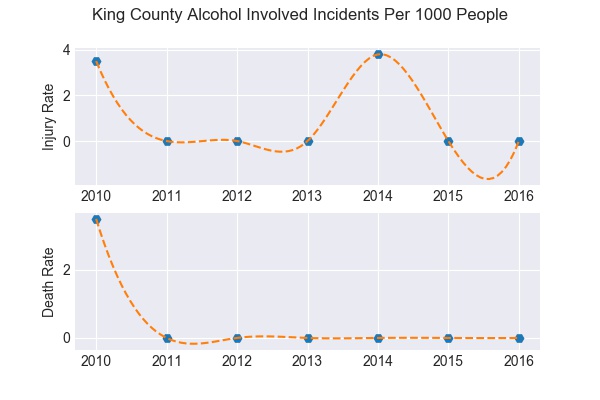 King County Alcohol Involved Incidents Per 1000 People
4
2
0
Injury Rate
2010 2011 2012 2013 2014 2015 2016
2
0
Death Rate
2010 2011 2012 2013 2014 2015 2016